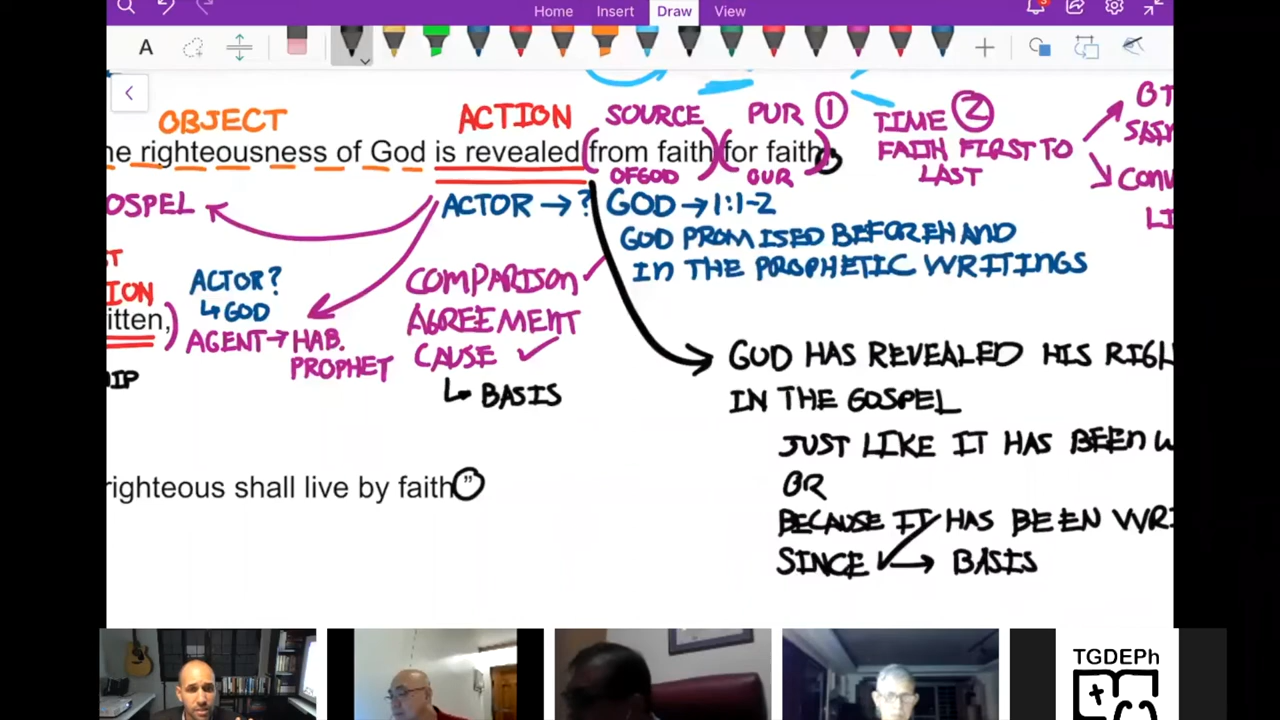 Home Insert Draw View
A
OBJECT ACTION SOURCE PUR ① TIME ②
he righteousness of God is revealed (from faith) (for faith)
OF GOD OUR
FAITH FIRST TO
LAST
OSPEL ACTOR → ? GOD → 1:1-2
GOD PROMISED BEFOREHAND
IN THE PROPHETIC WRITINGS
ACTOR?
↳ GOD
itten,)
AGENT → HAB.
PROPHET
COMPARISON
AGREEMENT
CAUSE ✓
↳ BASIS
GOD HAS REVEALED HIS RIGH
IN THE GOSPEL
JUST LIKE IT HAS BEEN W
OR
BECAUSE IT HAS BEEN WRI
SINCE → BASIS
righteous shall live by faith”
TGDEPh